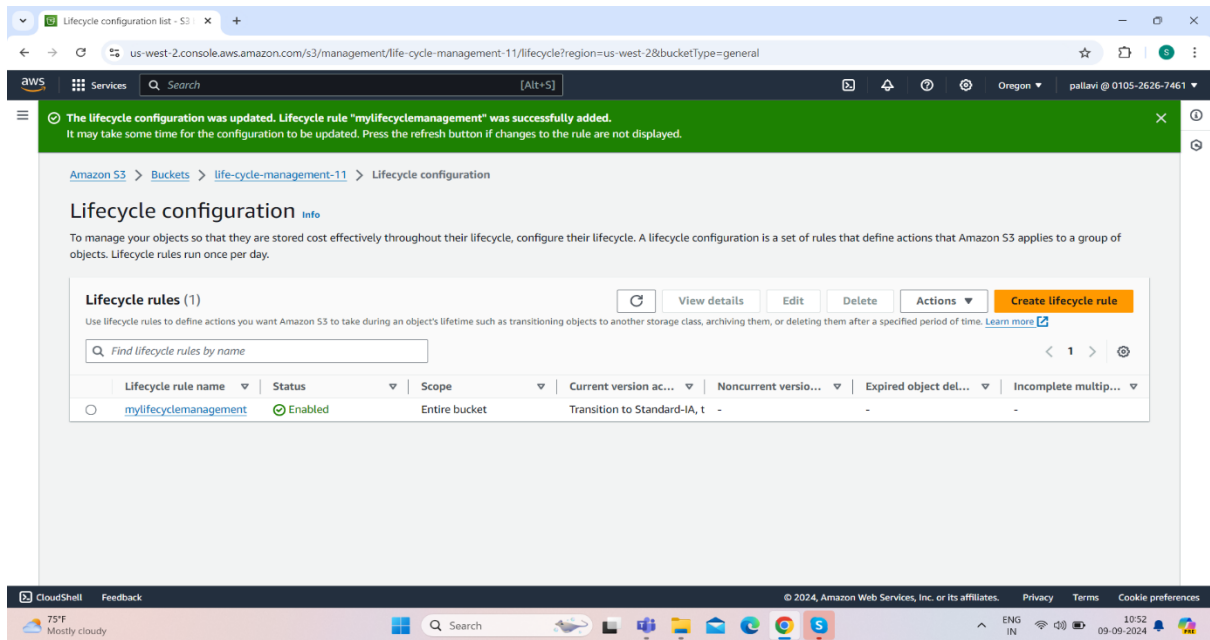 Lifecycle configuration list - S3
us-west-2.console.aws.amazon.com/s3/management/life-cycle-management-11/lifecycle?region=us-west-2&bucketType=general
S
aws Services Search [Alt+S] Oregon pallavi @ 0105-2626-7461
The lifecycle configuration was updated. Lifecycle rule "mylifecyclemanagement" was successfully added.
It may take some time for the configuration to be updated. Press the refresh button if changes to the rule are not displayed.
Amazon S3 > Buckets > life-cycle-management-11 > Lifecycle configuration
Lifecycle configuration Info
To manage your objects so that they are stored cost effectively throughout their lifecycle, configure their lifecycle. A lifecycle configuration is a set of rules that define actions that Amazon S3 applies to a group of
objects. Lifecycle rules run once per day.
Lifecycle rules (1) View details Edit Delete Actions Create lifecycle rule
Use lifecycle rules to define actions you want Amazon S3 to take during an object's lifetime such as transitioning objects to another storage class, archiving them, or deleting them after a specified period of time. Learn more
Find lifecycle rules by name < 1 >
Lifecycle rule name Status Scope Current version ac... Noncurrent versio... Expired object del... Incomplete multip...
mylifecyclemanagement Enabled Entire bucket Transition to Standard-IA, t - - -
CloudShell Feedback © 2024, Amazon Web Services, Inc. or its affiliates. Privacy Terms Cookie preferences
75°F
Mostly cloudy
Search
S
ENG
IN
10:52
09-09-2024
PRE